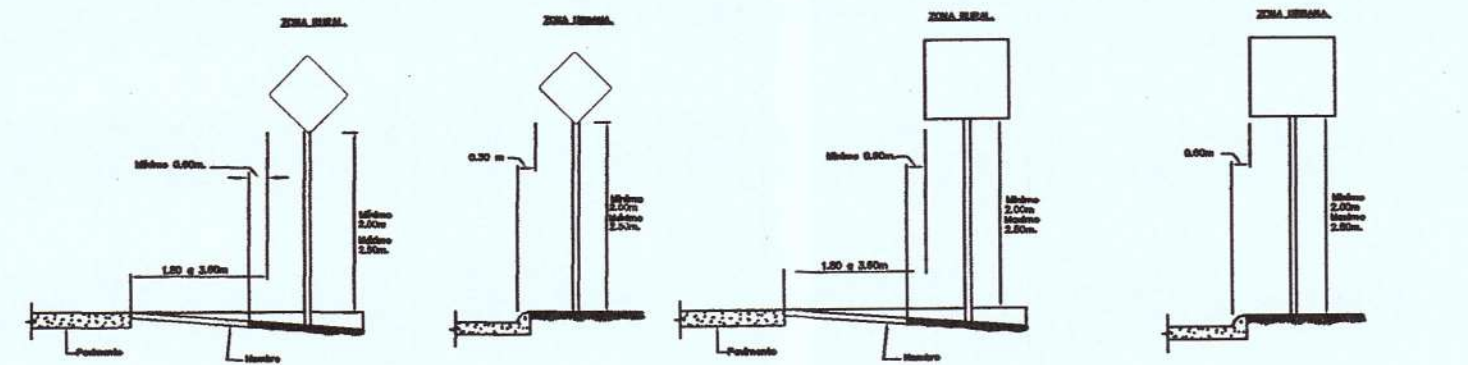 ZONA RURAL.
Mínimo 0.60m.
Mínimo
2.00m
Máximo
2.50m.
1.80 a 3.60m
Pavimento
Hombro
ZONA URBANA.
0.30 m
Mínimo
2.00m
Máximo
2.50m.
ZONA RURAL.
Mínimo 0.60m.
Mínimo
2.00m
Maximo
2.50m.
1.80 a 3.60m
Pavimento
Hombro
ZONA URBANA.
0.60m
Mínimo
2.00m
Maximo
2.50m.